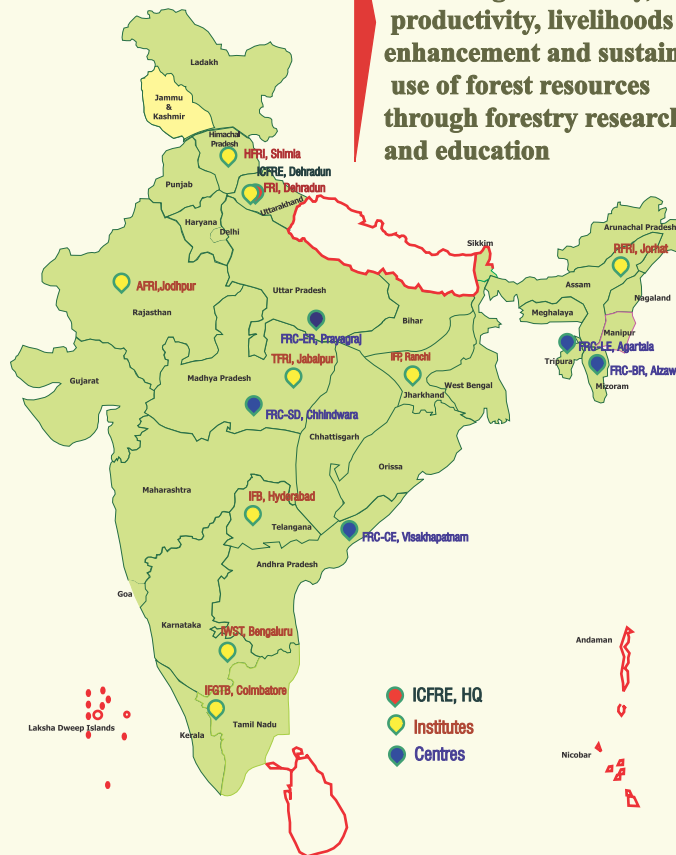 productivity, livelihoods
enhancement and sustain
use of forest resources
through forestry research
and education
Ladakh
Jammu
&
Kashmir
Himachal
Pradesh
HFRI, Shimla
ICFRE, Dehradun
FRI, Dehradun
Uttarakhand
Punjab
Haryana
Delhi
Sikkim
Arunachal Pradesh
RFRI, Jorhat
Assam
Nagaland
Meghalaya
Manipur
AFRI,Jodhpur
Rajasthan
Uttar Pradesh
Bihar
FRC-ER, Prayagraj
FRC-LE, Agartala
Tripura
FRC-BR, Aizaw
Mizoram
TFRI, Jabalpur
IFP, Ranchi
Gujarat
Madhya Pradesh
Jharkhand
West Bengal
FRC-SD, Chhindwara
Chhattisgarh
Orissa
Maharashtra
IFB, Hyderabad
Telangana
FRC-CE, Visakhapatnam
Andhra Pradesh
Goa
Karnataka
IWST, Bengaluru
Andaman
IFGTB, Coimbatore
Tamil Nadu
Kerala
Laksha Dweep Islands
Nicobar
ICFRE, HQ
Institutes
Centres